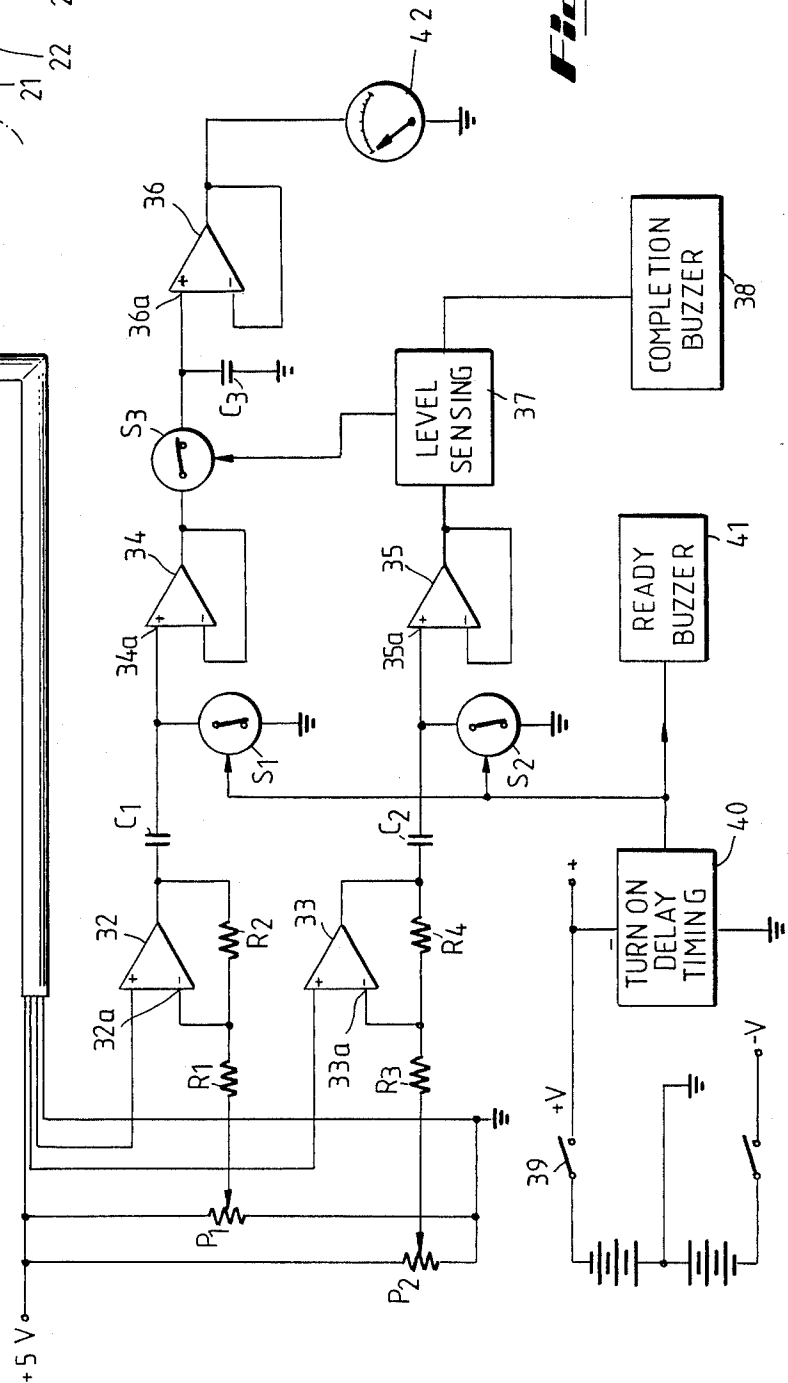 21
22
Fig
+5 V
P1
P2
R1
R2
R3
R4
32
32a
33
33a
C1
C2
S1
S2
34
34a
35
35a
S3
C3
36
36a
42
LEVEL
SENSING
37
COMPLETION
BUZZER
38
READY
BUZZER
41
TURN ON
DELAY
TIMING
40
39
+V
-V
+
+
-
+
-
+
-
+
-
+
-
-